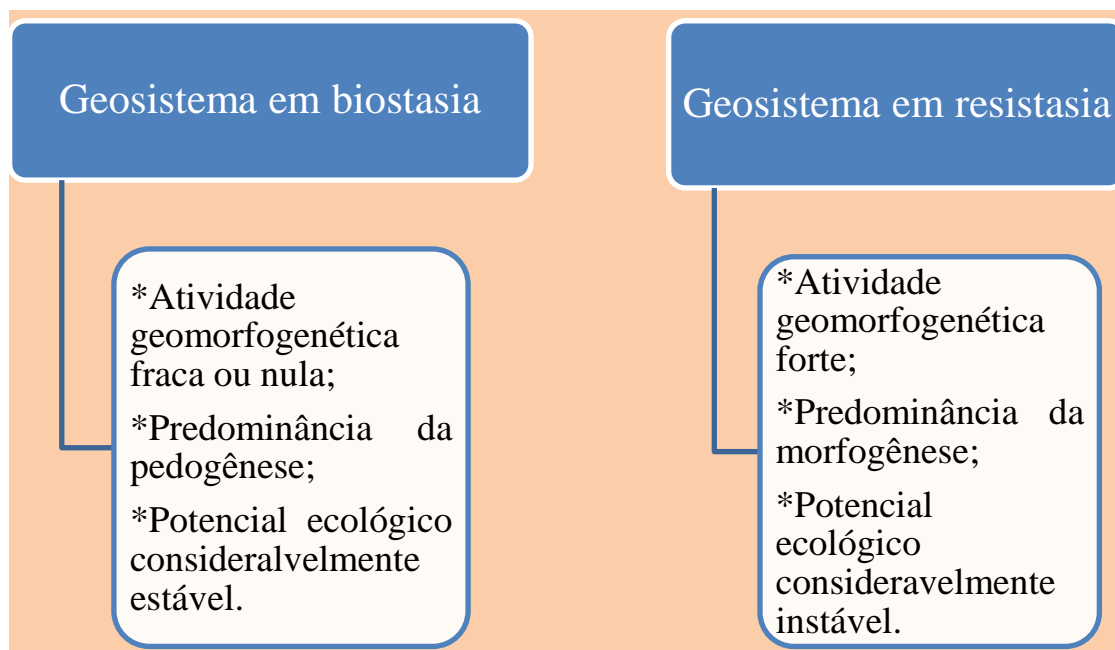 Geosistema em biostasia
*Atividade
geomorfogenética
fraca ou nula;
*Predominância da
pedogênese;
*Potencial ecológico
consideralvelmente
estável.
Geosistema em resistasia
*Atividade
geomorfogenética
forte;
*Predominância da
morfogênese;
*Potencial
ecológico
consideravelmente
instável.